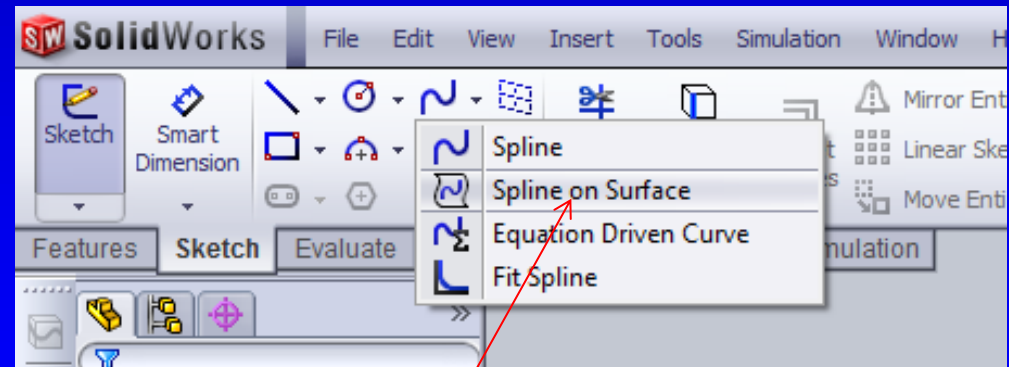 SW SolidWorks File Edit View Insert Tools Simulation Window H
Sketch Smart Dimension Mirror Ent
Linear Ske
Move Enti
Spline
Spline on Surface
Equation Driven Curve
Fit Spline
Features Sketch Evaluate mulation